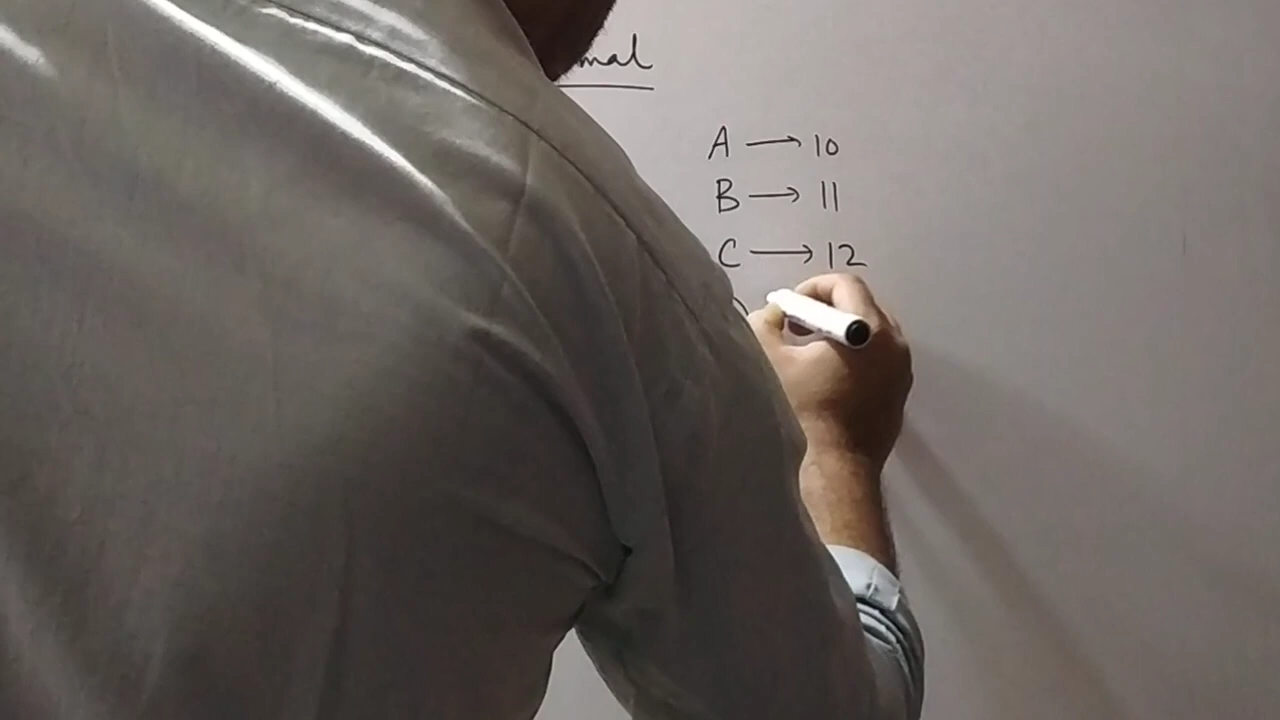 A → 10
B → 11
C → 12